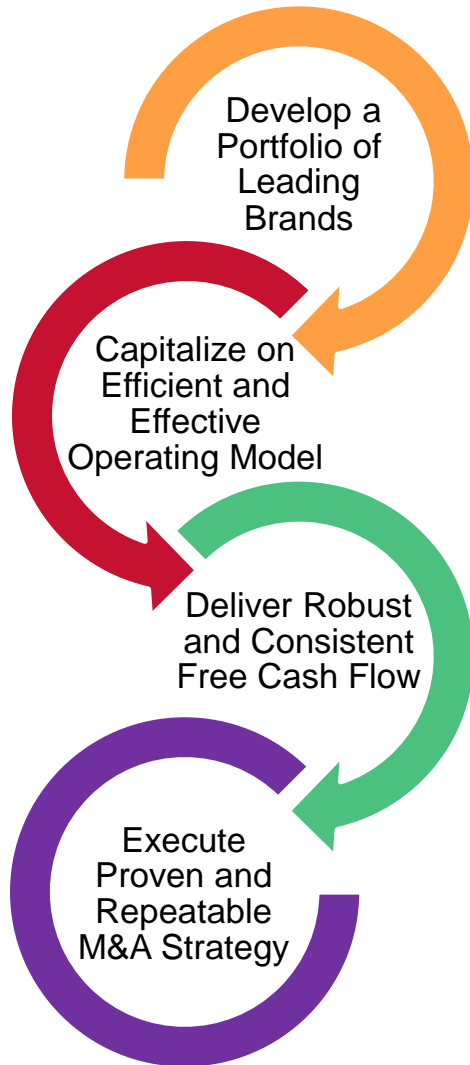 Develop a
Portfolio of
Leading
Brands
Capitalize on
Efficient and
Effective
Operating Model
Deliver Robust
and Consistent
Free Cash Flow
Execute
Proven and
Repeatable
M&A Strategy